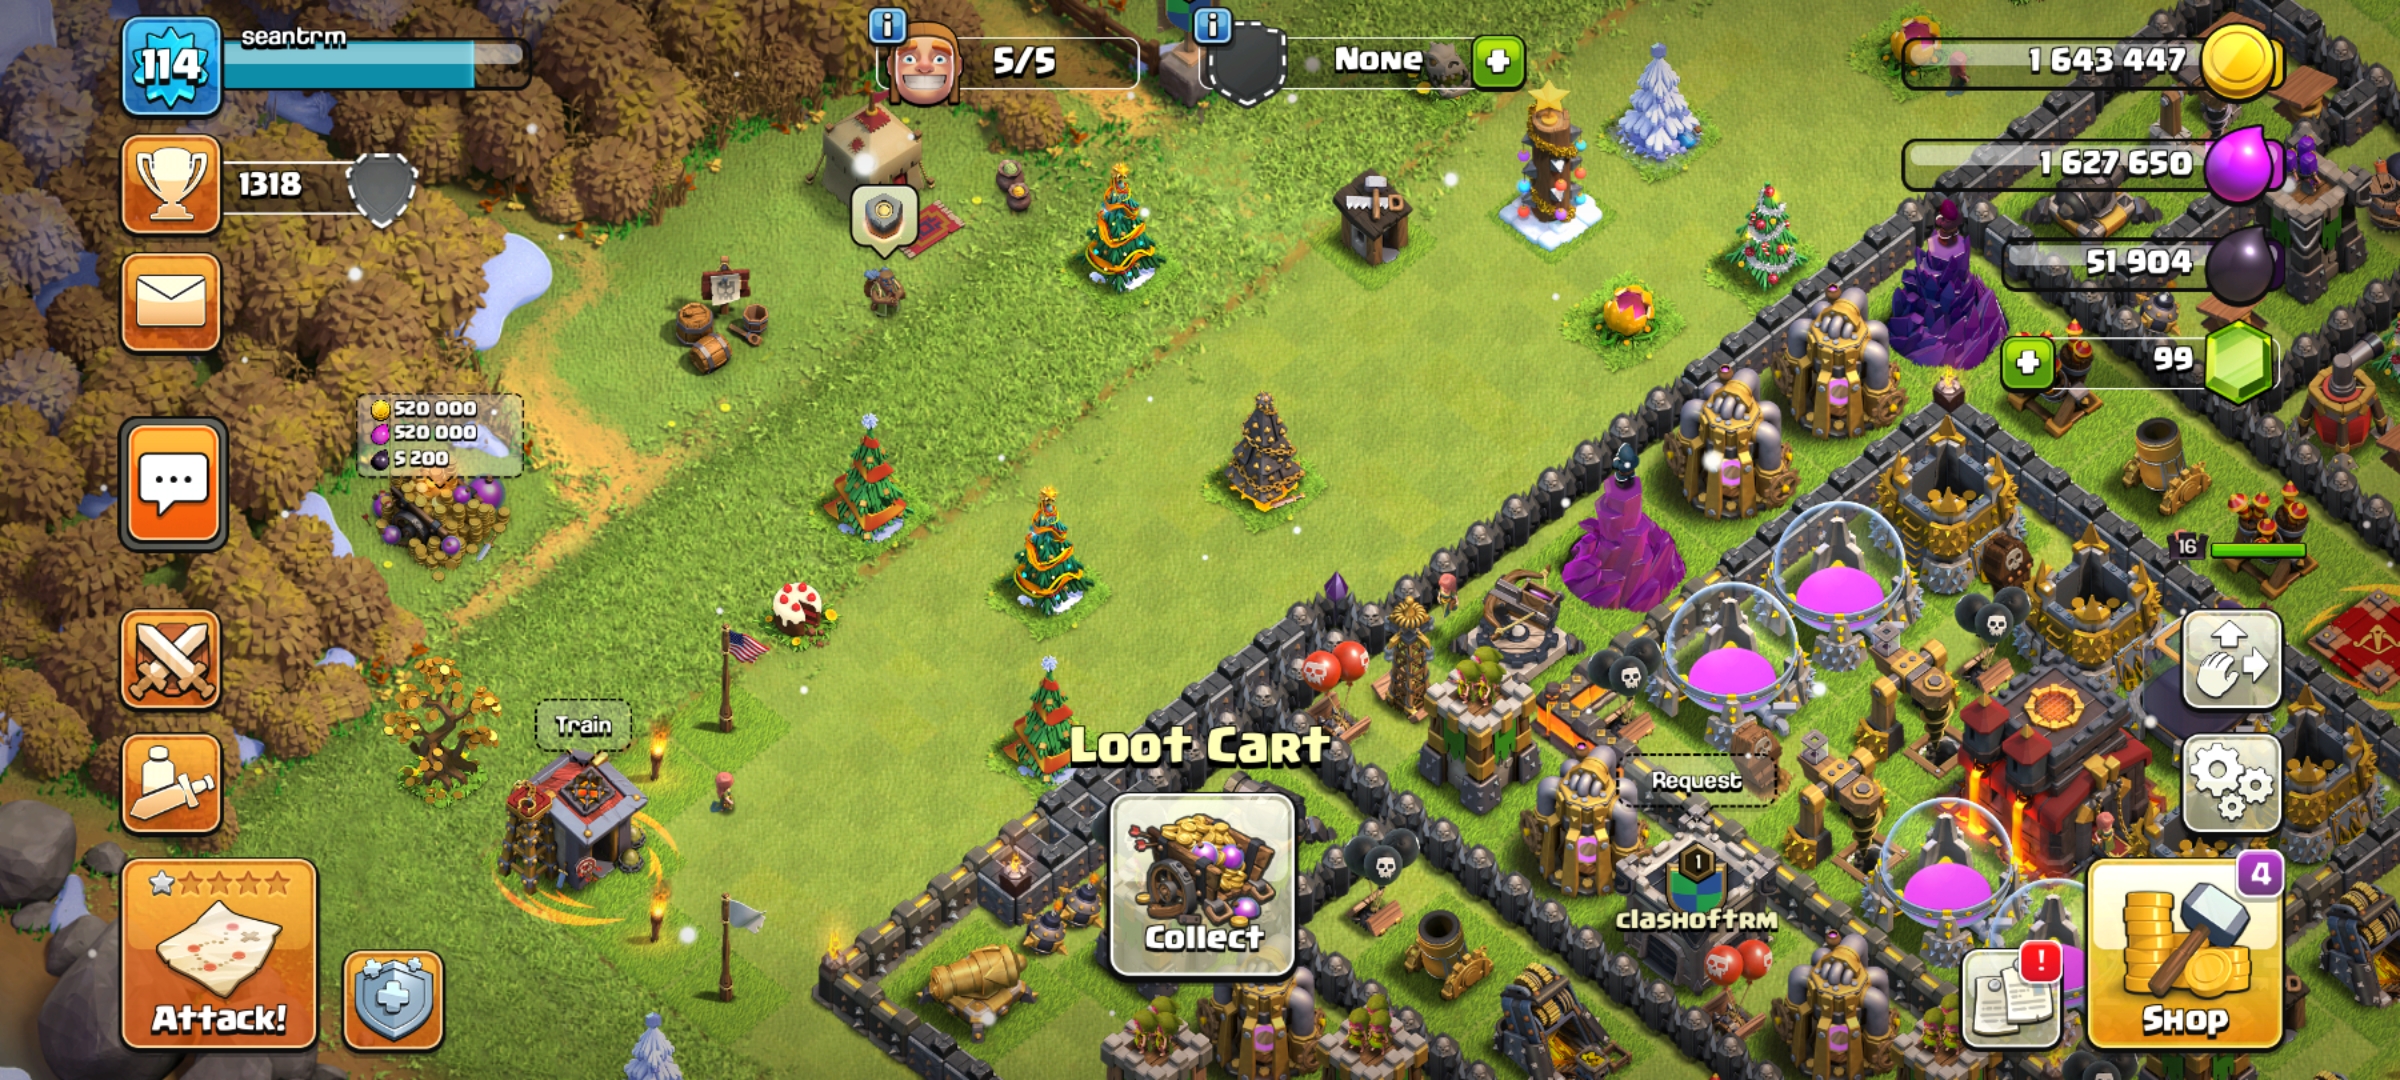 114
seantrm
5/5
None
1 643 447
1318
1 627 650
51 904
99
520 000
520 000
5 200
16
Train
Loot Cart
Request
Collect
1
clashoftrm
4
!
Attack!
Shop